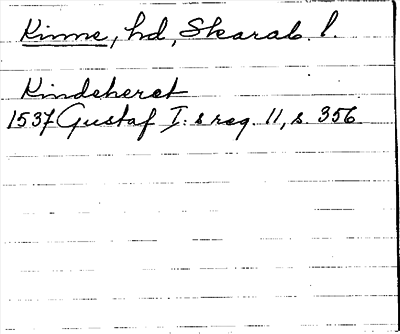 Kinne, hd, Skarab. l.
Kindeheret
1537 Gustaf I:s reg. 11, s. 356